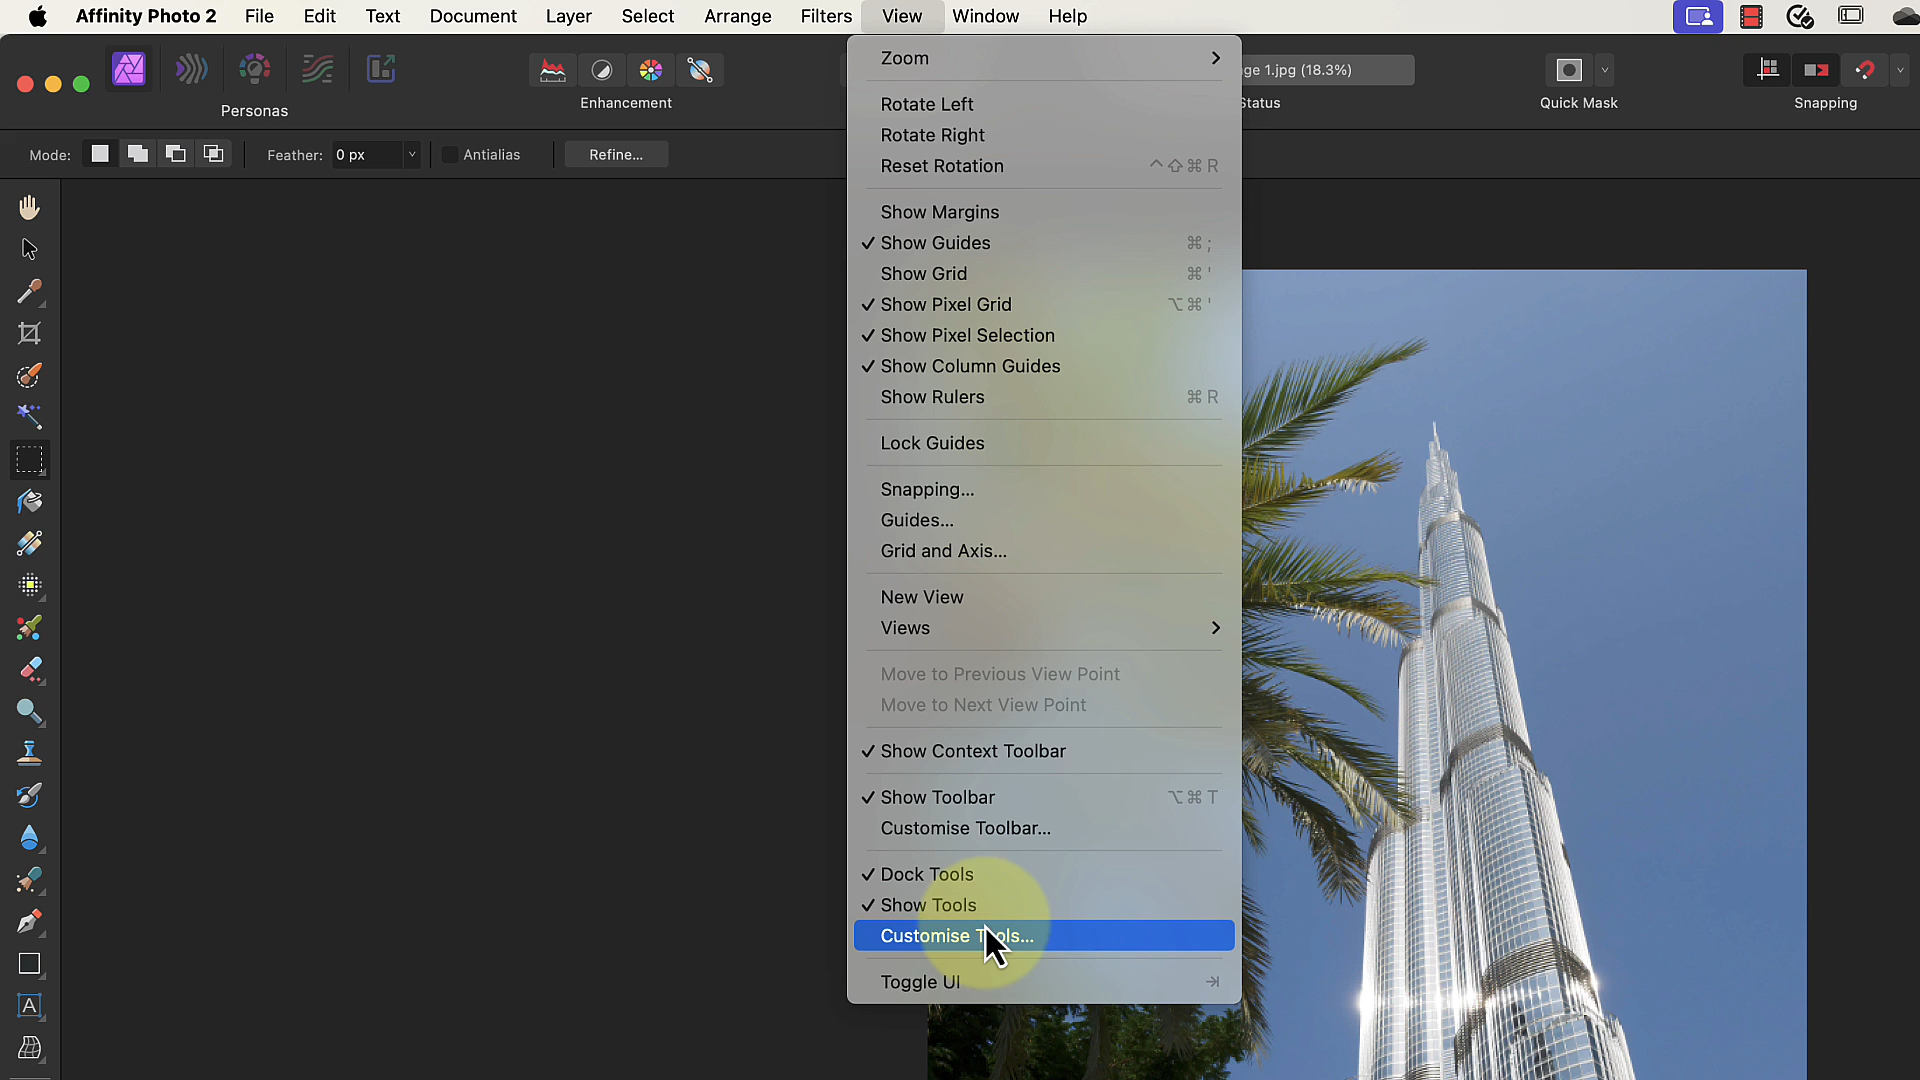 Affinity Photo 2 File Edit Text Document Layer Select Arrange Filters View Window Help
Personas
Enhancement
ge 1.jpg (18.3%)
Status
Quick Mask
Snapping
Mode: Feather: 0 px Antialias Refine...
Zoom
Rotate Left
Rotate Right
Reset Rotation ^⇧⌘R
Show Margins
✓ Show Guides ⌘;
Show Grid ⌘'
✓ Show Pixel Grid ⌥⌘'
✓ Show Pixel Selection
✓ Show Column Guides
Show Rulers ⌘R
Lock Guides
Snapping...
Guides...
Grid and Axis...
New View
Views
Move to Previous View Point
Move to Next View Point
✓ Show Context Toolbar
✓ Show Toolbar ⌥⌘T
Customise Toolbar...
✓ Dock Tools
✓ Show Tools
Customise Tools...
Toggle UI ⇥
A